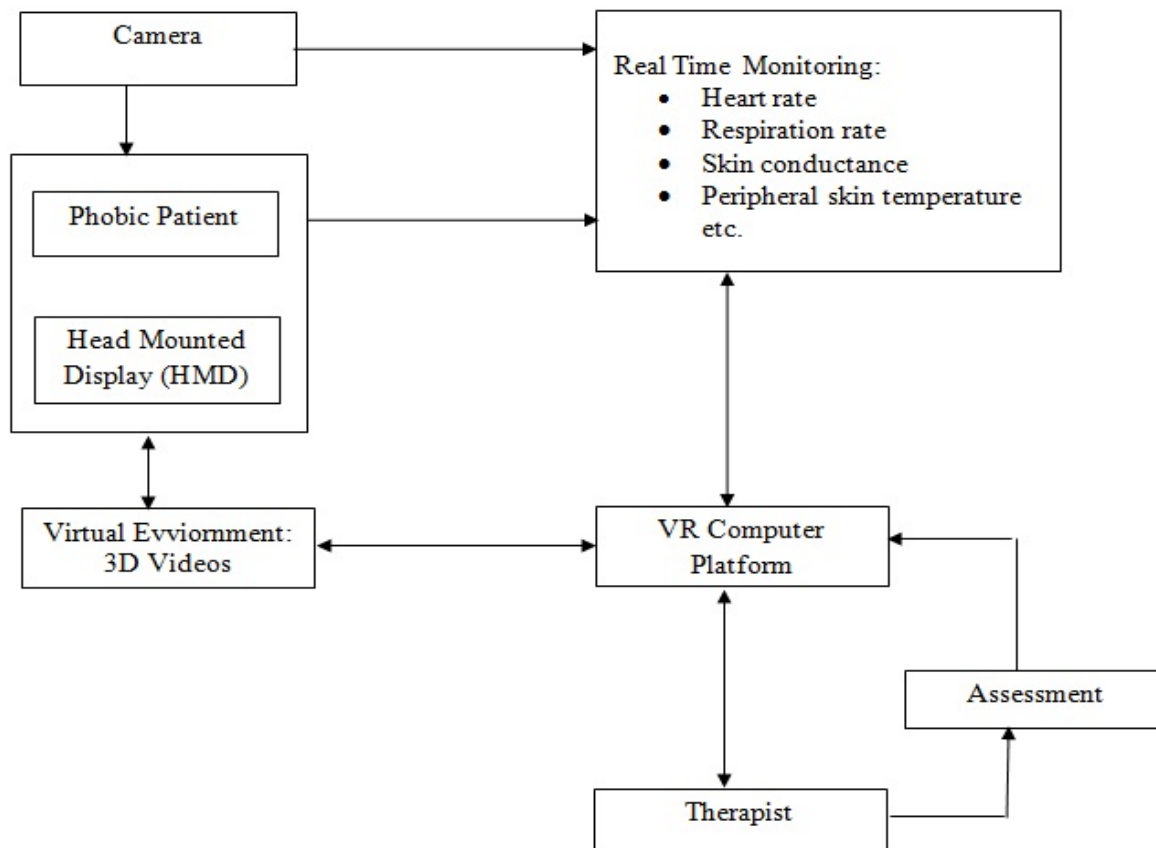 Camera
Real Time Monitoring:
• Heart rate
• Respiration rate
• Skin conductance
• Peripheral skin temperature
etc.
Phobic Patient
Head Mounted
Display (HMD)
Virtual Evviornment:
3D Videos
VR Computer
Platform
Assessment
Therapist